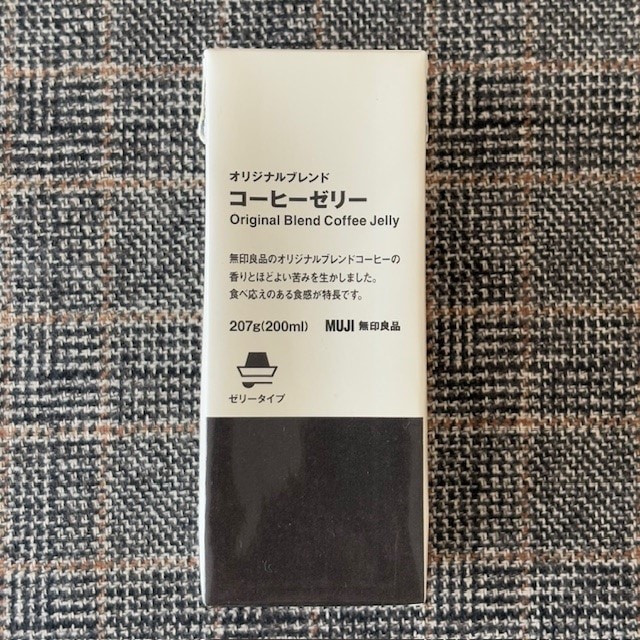 オリジナルブレンド
コーヒーゼリー
Original Blend Coffee Jelly
無印良品のオリジナルブレンドコーヒーの
香りとほどよい苦みを生かしました。
食べ応えのある食感が特長です。
207g(200ml) MUJI 無印良品
ゼリータイプ